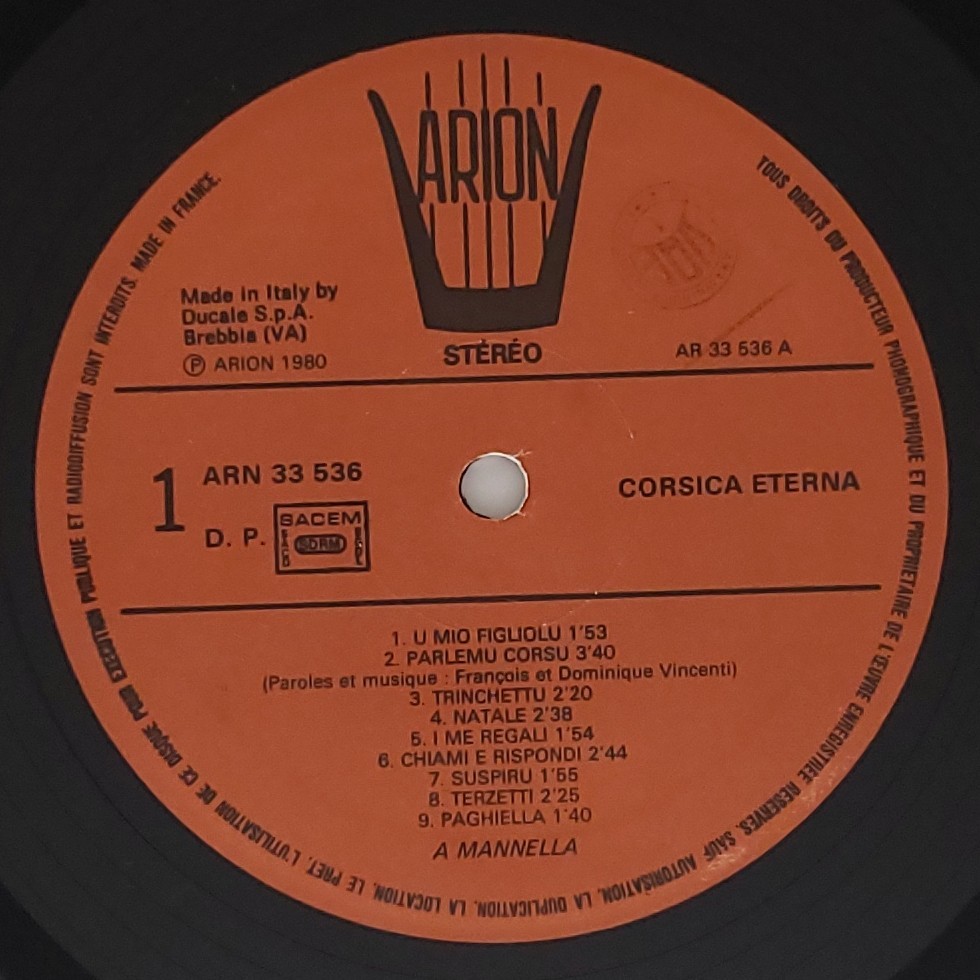 ARION
Made in Italy by
Ducale S.p.A.
Brebbia (VA)
Ⓟ ARION 1980
STÉRÉO
AR 33 536 A
1
ARN 33 536
D. P.
SACEM
SACD
SDRM
SGDL
CORSICA ETERNA
1. U MIO FIGLIOLU 1'53
2. PARLEMU CORSU 3'40
(Paroles et musique : François et Dominique Vincenti)
3. TRINCHETTU 2'20
4. NATALE 2'38
5. I ME REGALI 1'54
6. CHIAMI E RISPONDI 2'44
7. SUSPIRU 1'55
8. TERZETTI 2'25
9. PAGHIELLA 1'40
A MANNELLA
TOUS DROITS DU PRODUCTEUR PHONOGRAPHIQUE ET DU PROPRIETAIRE DE L'ŒUVRE ENREGISTREE RESERVES. SAUF AUTORISATION, LA DUPLICATION, LA LOCATION, LE PRET, L'UTILISATION DE CE DISQUE POUR EXECUTION PUBLIQUE ET RADIODIFFUSION SONT INTERDITS. MADE IN FRANCE.